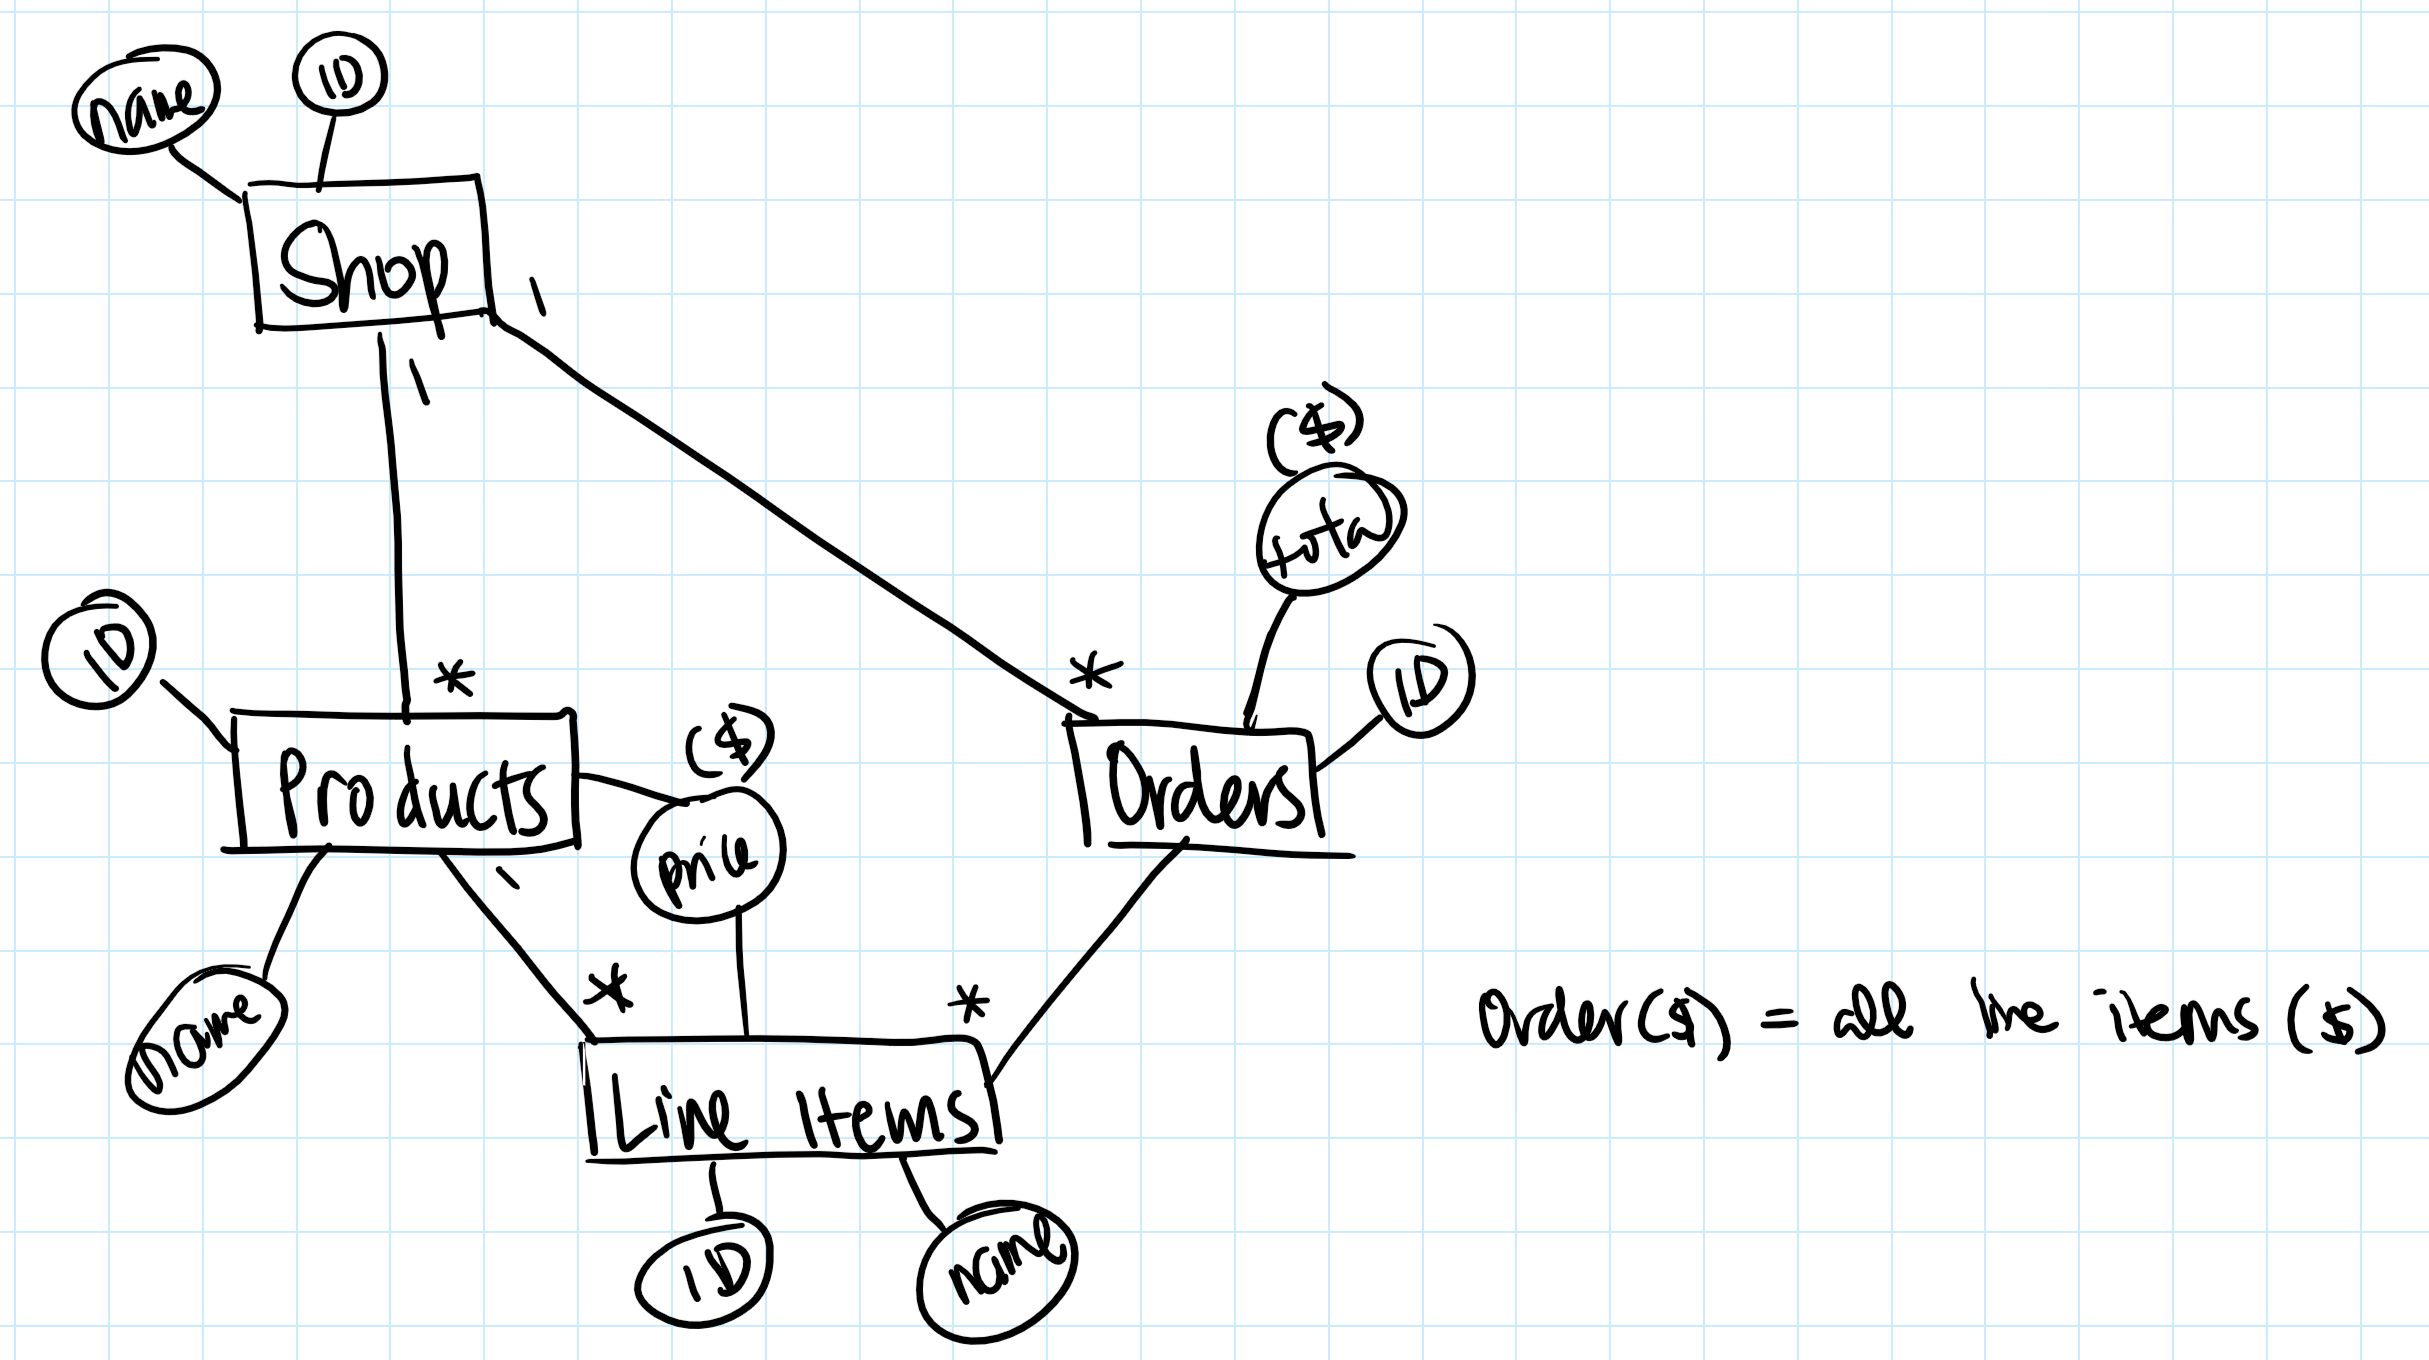 name
ID
Shop
1
1
($)
total
ID
*
*
ID
Products
($)
price
Orders
1
name
*
*
Order($) = all line items ($)
Line Items
ID
name